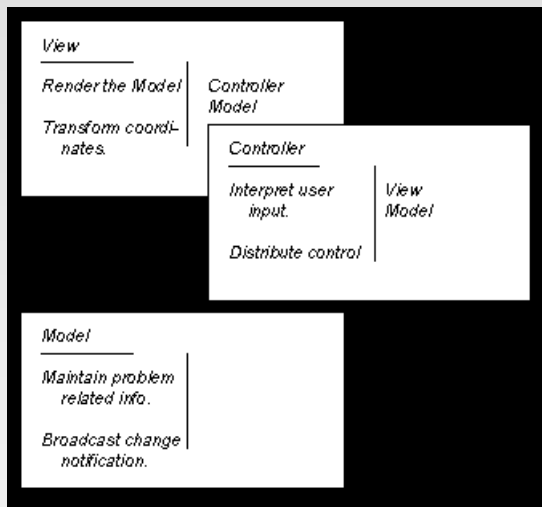 View
Render the Model
Transform coordi-
nates.
Controller
Model
Controller
Interpret user
input.
Distribute control
View
Model
Model
Maintain problem
related info.
Broadcast change
notification.